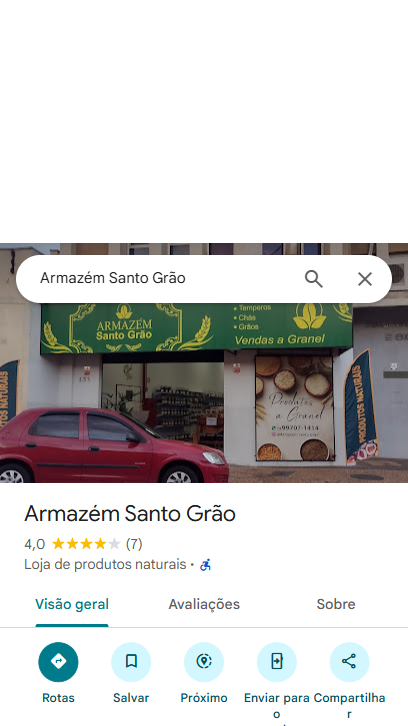 Armazém Santo Grão
• Temperos
• Chás
• Grãos
ARMAZÉM
Santo Grão
Vendas a Granel
Produtos
a Granel
99707-1414
PRODUTOS NATURAIS
NATURAIS
Armazém Santo Grão
4,0 (7)
Loja de produtos naturais •
Visão geral
Avaliações
Sobre
Rotas
Salvar
Próximo
Enviar para o
Compartilhar